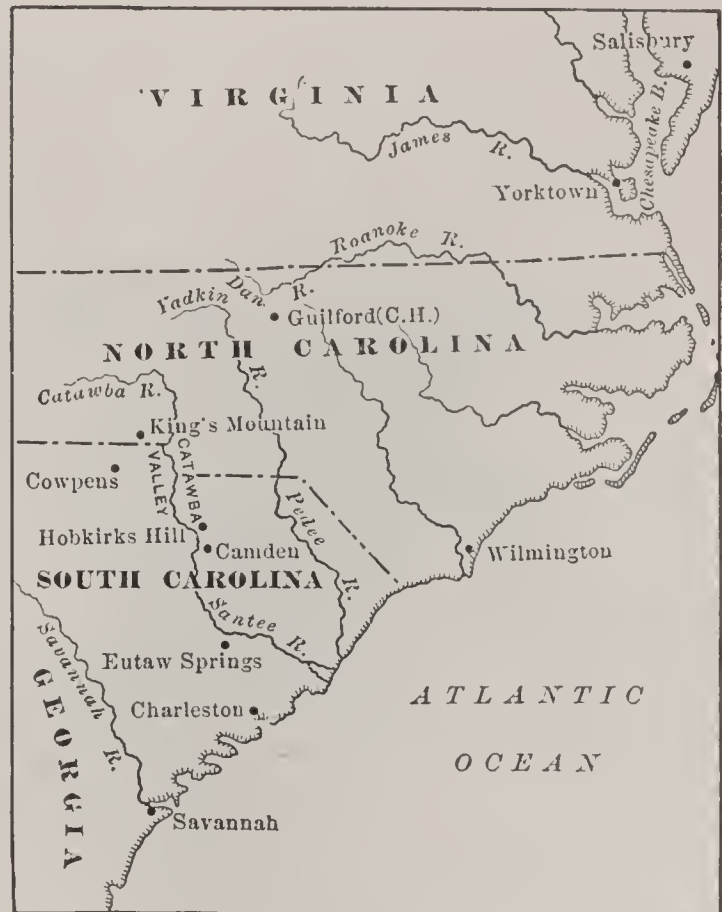 Salisbury
VIRGINIA
Chesapeake B.
James R.
Yorktown
Roanoke R.
Dan R.
Yadkin R.
Guilford (C.H.)
NORTH CAROLINA
Catawba R.
King's Mountain
CATAWBA
VALLEY
Cowpens
Pedee R.
Hobkirks Hill
Camden
Wilmington
SOUTH CAROLINA
Santee R.
Savannah R.
Eutaw Springs
GEORGIA
Charleston
ATLANTIC
OCEAN
Savannah